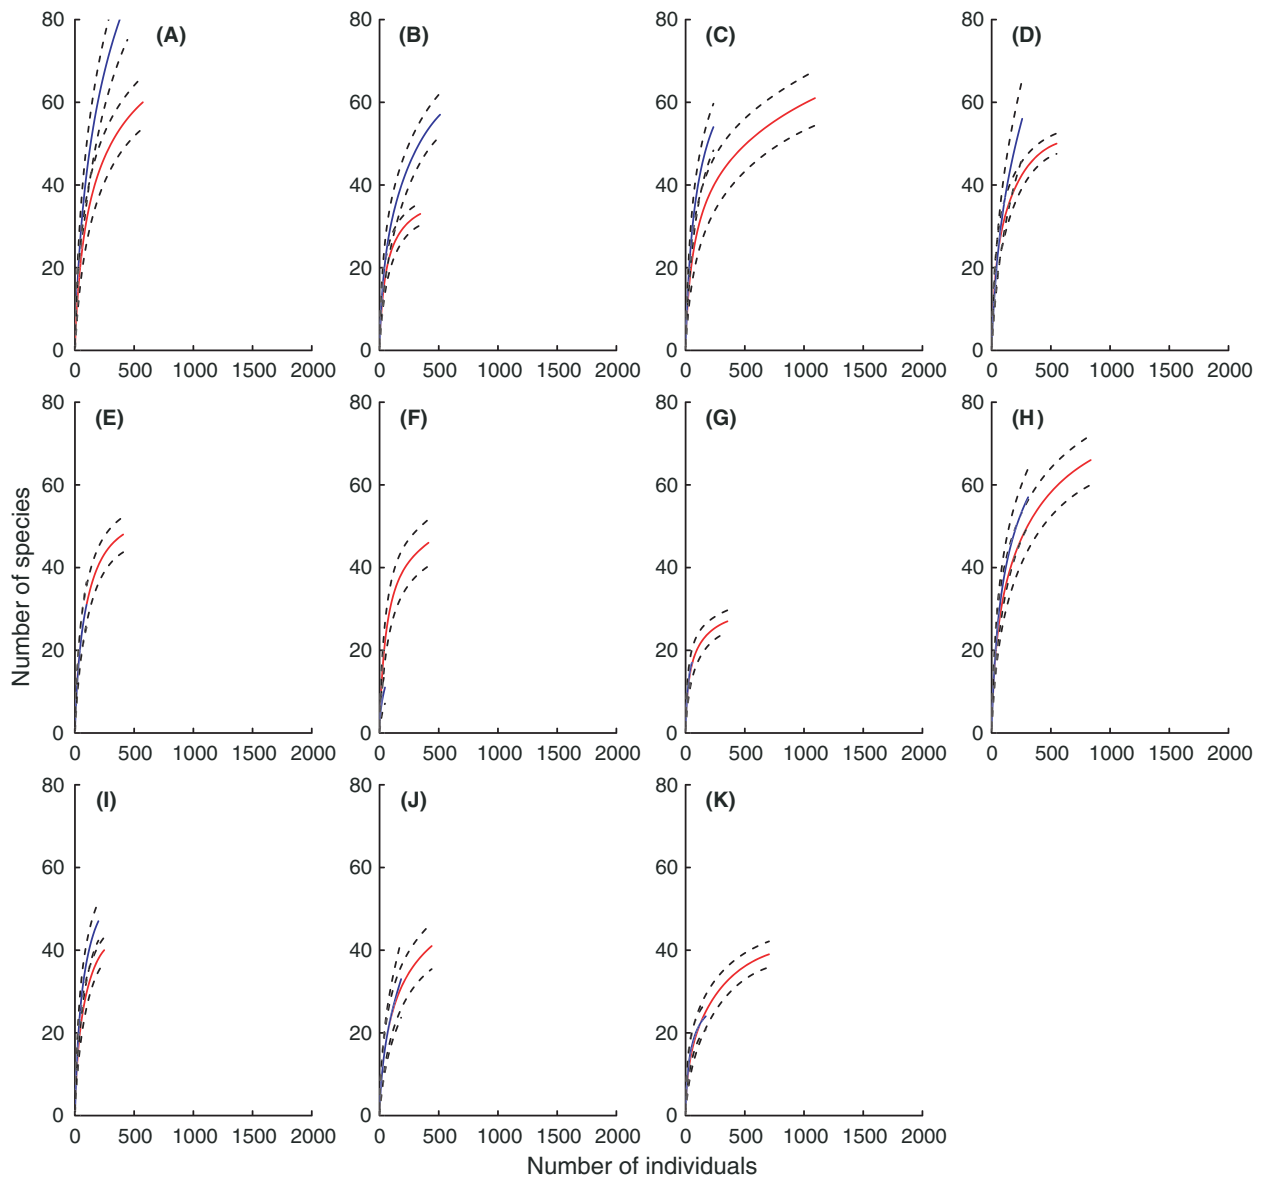 80 80 80 80
(A) (B) (C) (D)
60 60 60 60
40 40 40 40
20 20 20 20
0 0 0 0
0 500 1000 1500 2000 0 500 1000 1500 2000 0 500 1000 1500 2000 0 500 1000 1500 2000
80 80 80 80
(E) (F) (G) (H)
60 60 60 60
Number of species
40 40 40 40
20 20 20 20
0 0 0 0
0 500 1000 1500 2000 0 500 1000 1500 2000 0 500 1000 1500 2000 0 500 1000 1500 2000
80 80 80
(I) (J) (K)
60 60 60
40 40 40
20 20 20
0 0 0
0 500 1000 1500 2000 0 500 1000 1500 2000 0 500 1000 1500 2000
Number of individuals